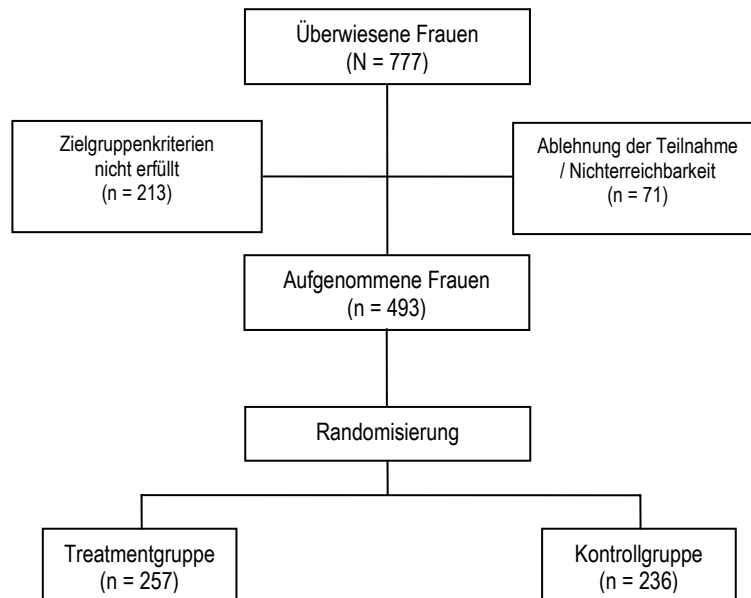 Überwiesene Frauen
(N = 777)
Zielgruppenkriterien
nicht erfüllt
(n = 213)
Ablehnung der Teilnahme
/ Nichterreichbarkeit
(n = 71)
Aufgenommene Frauen
(n = 493)
Randomisierung
Treatmentgruppe
(n = 257)
Kontrollgruppe
(n = 236)